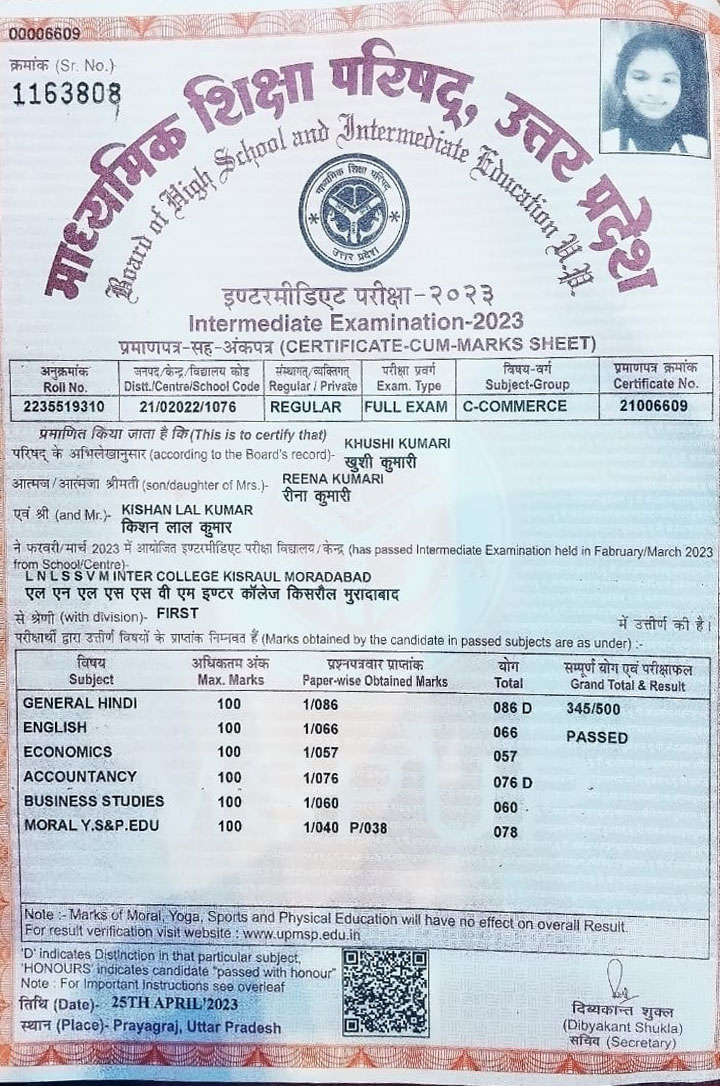 00006609
क्रमांक (Sr. No.)
1163808
माध्यमिक शिक्षा परिषद्, उत्तर प्रदेश
Board of High School and Intermediate Education U.P.
माध्यमिक शिक्षा परिषद
उत्तर प्रदेश
इण्टरमीडिएट परीक्षा-२०२३
Intermediate Examination-2023
प्रमाणपत्र-सह-अंकपत्र (CERTIFICATE-CUM-MARKS SHEET)
अनुक्रमांक जनपद/केन्द्र/विद्यालय कोड संस्थागत/व्यक्तिगत परीक्षा प्रवर्ग विषय-वर्ग प्रमाणपत्र क्रमांक
Roll No. Distt./Centre/School Code Regular / Private Exam. Type Subject-Group Certificate No.
2235519310 21/02022/1076 REGULAR FULL EXAM C-COMMERCE 21006609
प्रमाणित किया जाता है कि (This is to certify that)
परिषद् के अभिलेखानुसार (according to the Board's record)- KHUSHI KUMARI
खुशी कुमारी
आत्मज/आत्मजा श्रीमती (son/daughter of Mrs.)- REENA KUMARI
रीना कुमारी
एवं श्री (and Mr.)- KISHAN LAL KUMAR
किशन लाल कुमार
ने फरवरी/मार्च 2023 में आयोजित इण्टरमीडिएट परीक्षा विद्यालय/केन्द्र (has passed Intermediate Examination held in Fabruary/March 2023
from School/Centre)-
L N L S S V M INTER COLLEGE KISRAUL MORADABAD
एल एन एल एस एस वी एम इण्टर कॉलेज किसरौल मुरादाबाद
से श्रेणी (with division)- FIRST में उत्तीर्ण की है।
परीक्षार्थी द्वारा उत्तीर्ण विषयों के प्राप्तांक निम्नवत हैं (Marks obtained by the candidate in passed subjects are as under) :-
विषय अधिकतम अंक प्रश्नपत्रवार प्राप्तांक योग सम्पूर्ण योग एवं परीक्षाफल
Subject Max. Marks Paper-wise Obtained Marks Total Grand Total & Result
GENERAL HINDI 100 1/086 086 D 345/500
ENGLISH 100 1/066 066 PASSED
ECONOMICS 100 1/057 057
ACCOUNTANCY 100 1/076 076 D
BUSINESS STUDIES 100 1/060 060
MORAL Y.S&P.EDU 100 1/040 P/038 078
Note :- Marks of Moral, Yoga, Sports and Physical Education will have no effect on overall Result.
For result verification visit website : www.upmsp.edu.in
'D' indicates Distinction in that particular subject,
'HONOURS' indicates candidate "passed with honour"
Note : For Important Instructions see overleaf
तिथि (Date)- 25TH APRIL'2023
स्थान (Place)- Prayagraj, Uttar Pradesh
दिब्यकान्त शुक्ल
(Dibyakant Shukla)
सचिव (Secretary)